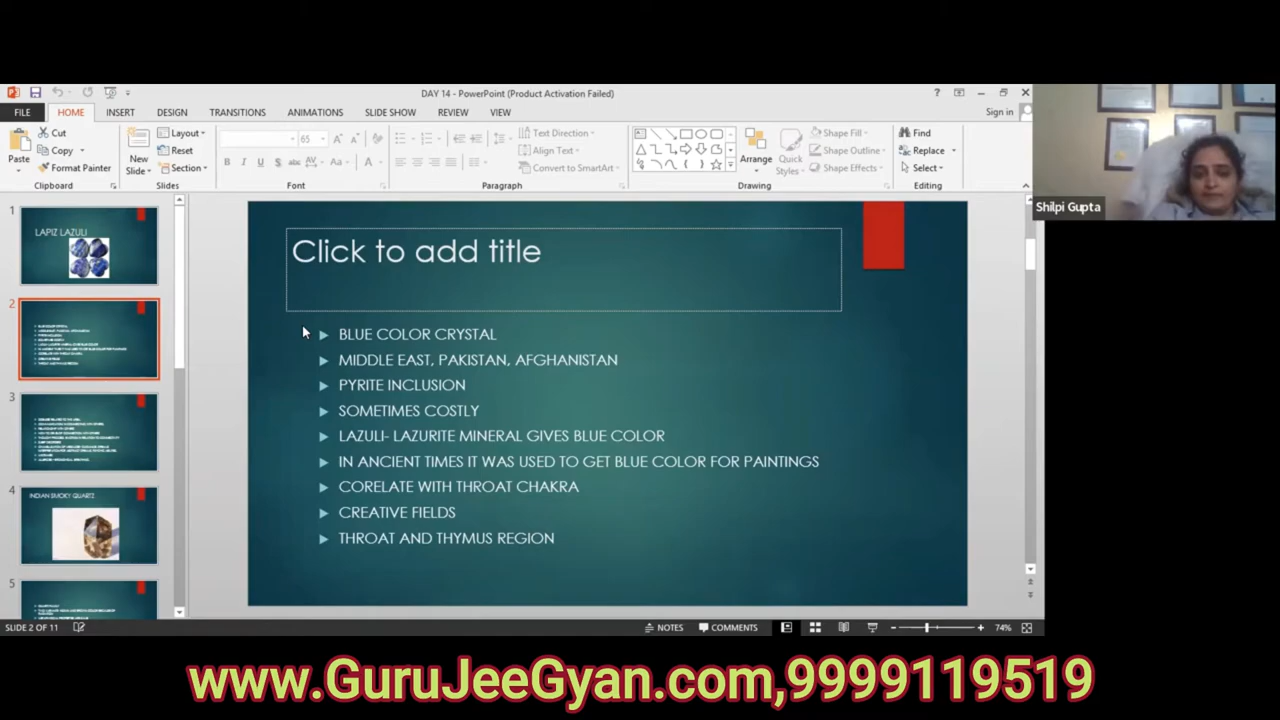 DAY 14 - PowerPoint (Product Activation Failed)
FILE HOME INSERT DESIGN TRANSITIONS ANIMATIONS SLIDE SHOW REVIEW VIEW Sign in
Paste
Cut
Copy
Format Painter
Clipboard
New
Slide
Layout
Reset
Section
Slides
65
Font
Text Direction
Align Text
Convert to SmartArt
Paragraph
Arrange
Quick
Styles
Shape Fill
Shape Outline
Shape Effects
Drawing
Find
Replace
Select
Editing
Shilpi Gupta
1
LAPIZ LAZULI
2
3
4
INDIAN SMOKY QUARTZ
5
Click to add title
BLUE COLOR CRYSTAL
MIDDLE EAST, PAKISTAN, AFGHANISTAN
PYRITE INCLUSION
SOMETIMES COSTLY
LAZULI- LAZURITE MINERAL GIVES BLUE COLOR
IN ANCIENT TIMES IT WAS USED TO GET BLUE COLOR FOR PAINTINGS
CORELATE WITH THROAT CHAKRA
CREATIVE FIELDS
THROAT AND THYMUS REGION
SLIDE 2 OF 11 NOTES COMMENTS 74%
www.GuruJeeGyan.com,9999119519